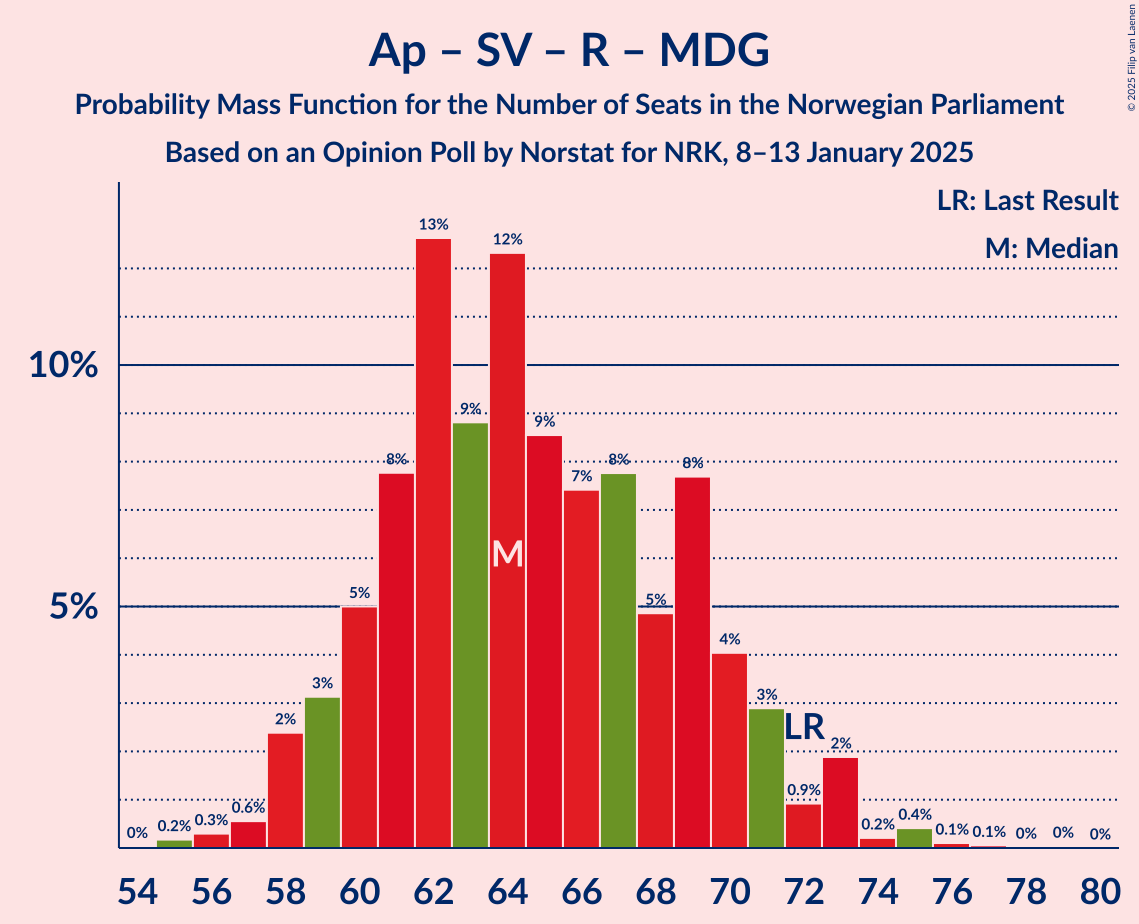 Ap – SV – R – MDG
Probability Mass Function for the Number of Seats in the Norwegian Parliament
Based on an Opinion Poll by Norstat for NRK, 8–13 January 2025
© 2025 Filip van Laenen
LR: Last Result
M: Median
10%
5%
0% 0.2% 0.3% 0.6% 2% 3% 5% 8% 13% 9% 12% 9% 7% 8% 5% 8% 4% 3% 0.9% 2% 0.2% 0.4% 0.1% 0.1% 0% 0% 0%
M
LR
54 56 58 60 62 64 66 68 70 72 74 76 78 80